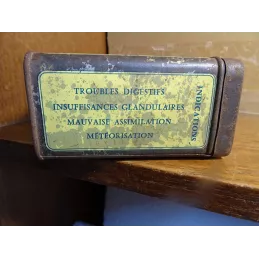 TROUBLES DIGESTIFS
INSUFFISANCES GLANDULAIRES
MAUVAISE ASSIMILATION
MÉTÉORISATION
INDICATIONS